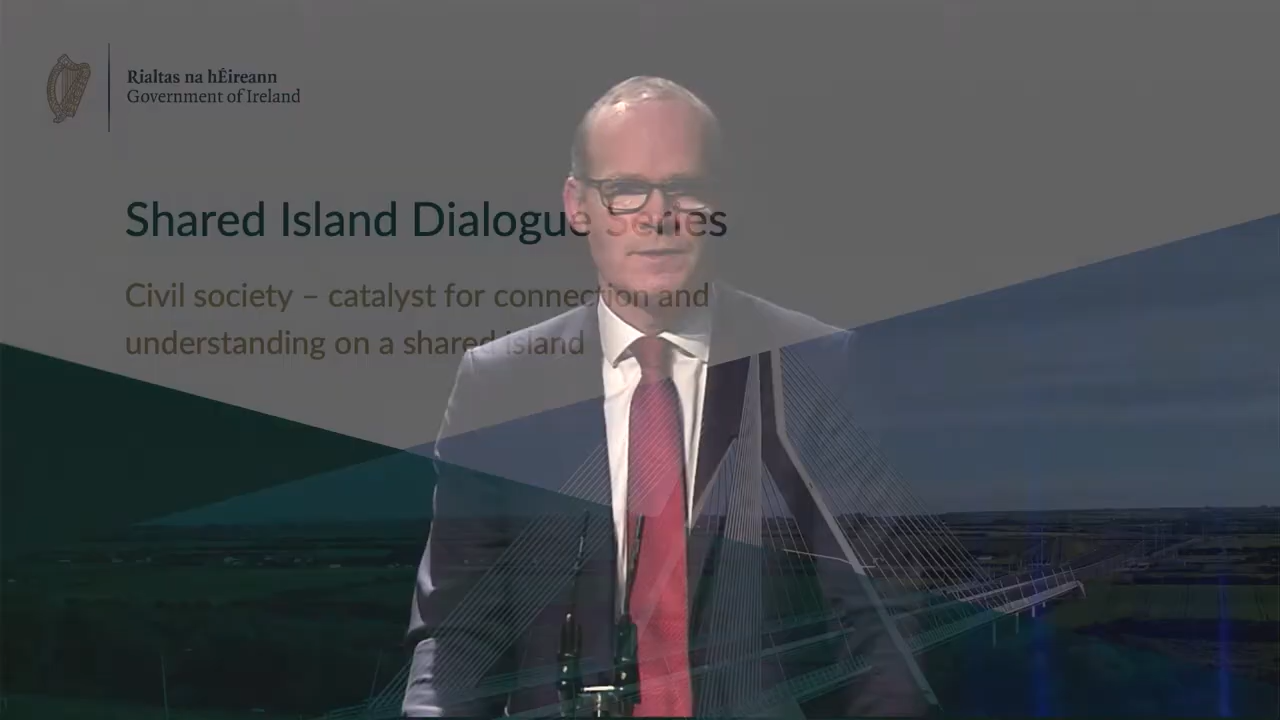 Rialtas na hÉireann
Government of Ireland
Shared Island Dialogue Series
Civil society – catalyst for connection and
understanding on a shared island